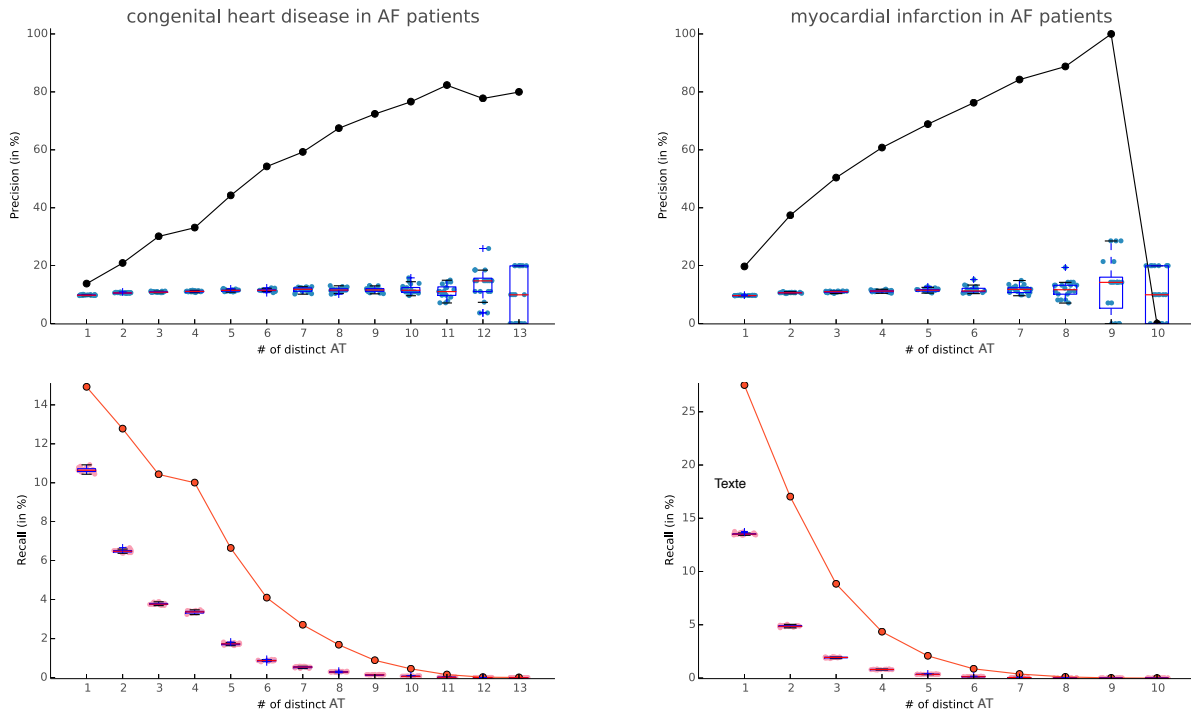 congenital heart disease in AF patients
100
80
60
40
20
0
Precision (in %)
1 2 3 4 5 6 7 8 9 10 11 12 13
# of distinct AT
myocardial infarction in AF patients
100
80
60
40
20
0
Precision (in %)
1 2 3 4 5 6 7 8 9 10
# of distinct AT
14
12
10
8
6
4
2
0
Recall (in %)
1 2 3 4 5 6 7 8 9 10 11 12 13
# of distinct AT
25
20
15
10
5
0
Texte
Recall (in %)
1 2 3 4 5 6 7 8 9 10
# of distinct AT